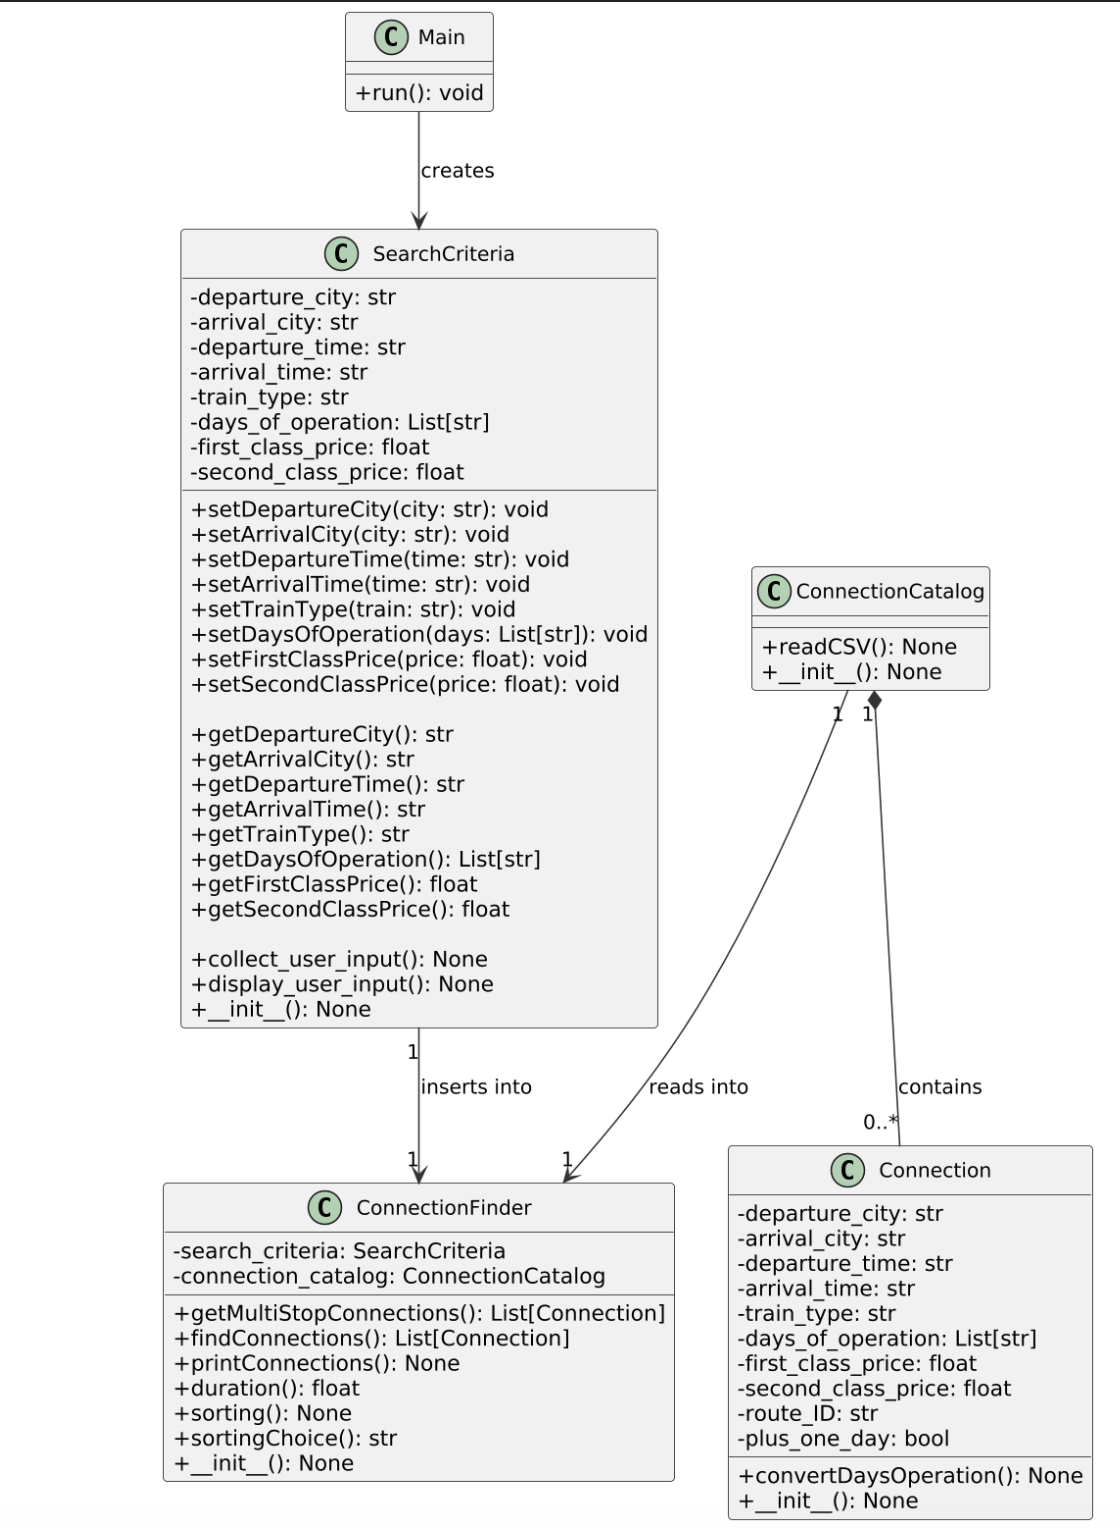 C Main
+run(): void
creates
C SearchCriteria
-departure_city: str
-arrival_city: str
-departure_time: str
-arrival_time: str
-train_type: str
-days_of_operation: List[str]
-first_class_price: float
-second_class_price: float
+setDepartureCity(city: str): void
+setArrivalCity(city: str): void
+setDepartureTime(time: str): void
+setArrivalTime(time: str): void
+setTrainType(train: str): void
+setDaysOfOperation(days: List[str]): void
+setFirstClassPrice(price: float): void
+setSecondClassPrice(price: float): void
+getDepartureCity(): str
+getArrivalCity(): str
+getDepartureTime(): str
+getArrivalTime(): str
+getTrainType(): str
+getDaysOfOperation(): List[str]
+getFirstClassPrice(): float
+getSecondClassPrice(): float
+collect_user_input(): None
+display_user_input(): None
+__init__(): None
C ConnectionCatalog
+readCSV(): None
+__init__(): None
1
1
1
inserts into
reads into
contains
1
1
0..*
C ConnectionFinder
-search_criteria: SearchCriteria
-connection_catalog: ConnectionCatalog
+getMultiStopConnections(): List[Connection]
+findConnections(): List[Connection]
+printConnections(): None
+duration(): float
+sorting(): None
+sortingChoice(): str
+__init__(): None
C Connection
-departure_city: str
-arrival_city: str
-departure_time: str
-arrival_time: str
-train_type: str
-days_of_operation: List[str]
-first_class_price: float
-second_class_price: float
-route_ID: str
-plus_one_day: bool
+convertDaysOperation(): None
+__init__(): None